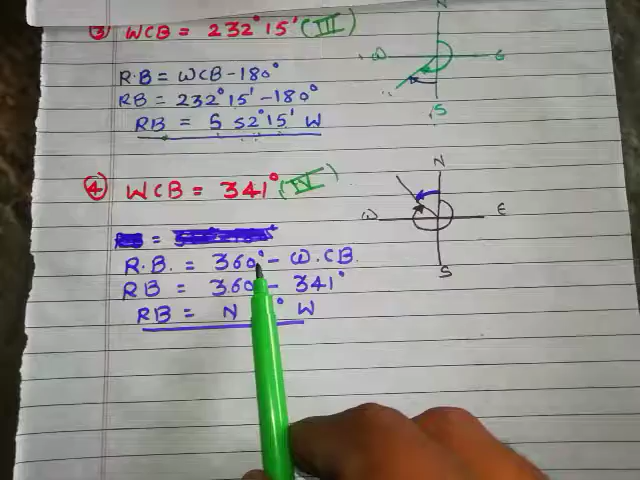 ③ WCB = 232°15' (III)
R.B = WCB - 180°
RB = 232°15' - 180°
RB = S 52°15' W
N
W E
S
④ WCB = 341° (IV)
R.B. = 360° - W.CB
RB = 360 - 341°
RB = N ° W
N
W E
S